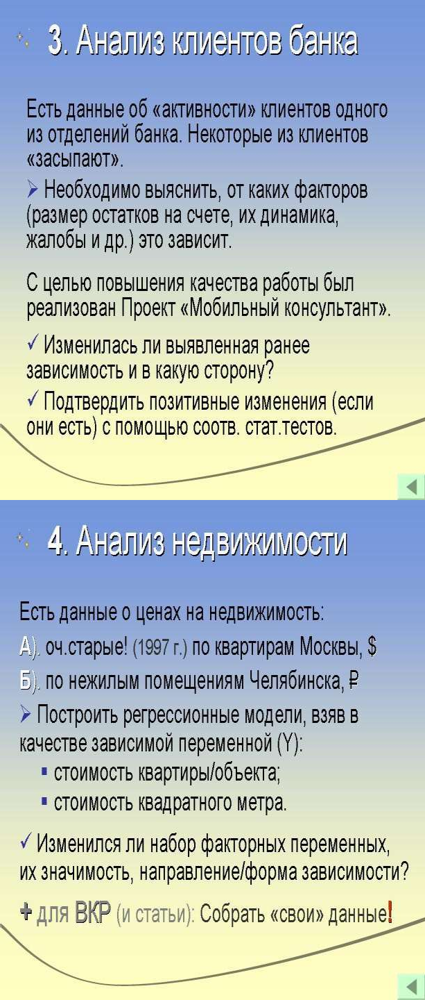 3. Анализ клиентов банка
Есть данные об «активности» клиентов одного
из отделений банка. Некоторые из клиентов
«засыпают».
➢ Необходимо выяснить, от каких факторов
(размер остатков на счете, их динамика,
жалобы и др.) это зависит.
С целью повышения качества работы был
реализован Проект «Мобильный консультант».
✓ Изменилась ли выявленная ранее
зависимость и в какую сторону?
✓ Подтвердить позитивные изменения (если
они есть) с помощью соотв. стат.тестов.
4. Анализ недвижимости
Есть данные о ценах на недвижимость:
А). оч.старые! (1997 г.) по квартирам Москвы, $
Б). по нежилым помещениям Челябинска, ₽
➢ Построить регрессионные модели, взяв в
качестве зависимой переменной (Y):
▪ стоимость квартиры/объекта;
▪ стоимость квадратного метра.
✓ Изменился ли набор факторных переменных,
их значимость, направление/форма зависимости?
+ для ВКР (и статьи): Собрать «свои» данные!